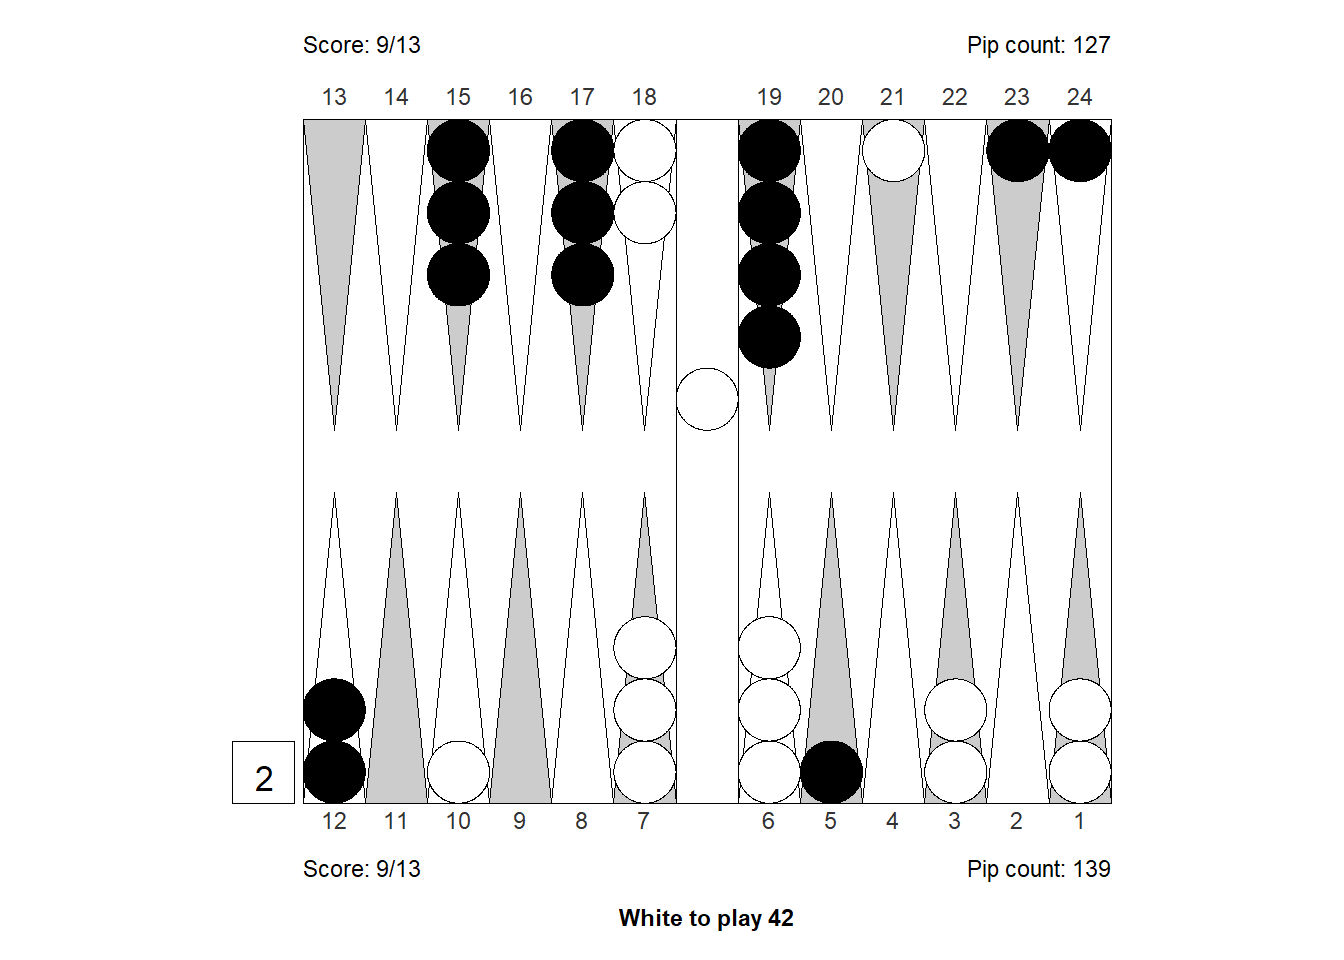 Score: 9/13 Pip count: 127
13 14 15 16 17 18 19 20 21 22 23 24
2
12 11 10 9 8 7 6 5 4 3 2 1
Score: 9/13 Pip count: 139
White to play 42